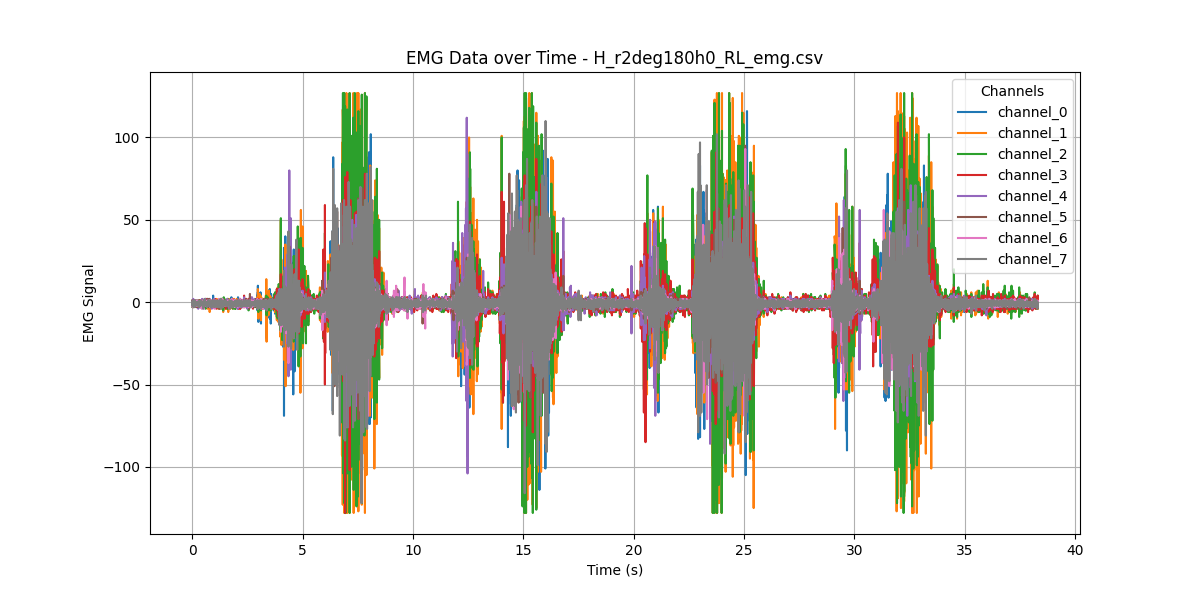 EMG Data over Time - H_r2deg180h0_RL_emg.csv
Channels
channel_0
channel_1
channel_2
channel_3
channel_4
channel_5
channel_6
channel_7
EMG Signal
100
50
0
−50
−100
0 5 10 15 20 25 30 35 40
Time (s)